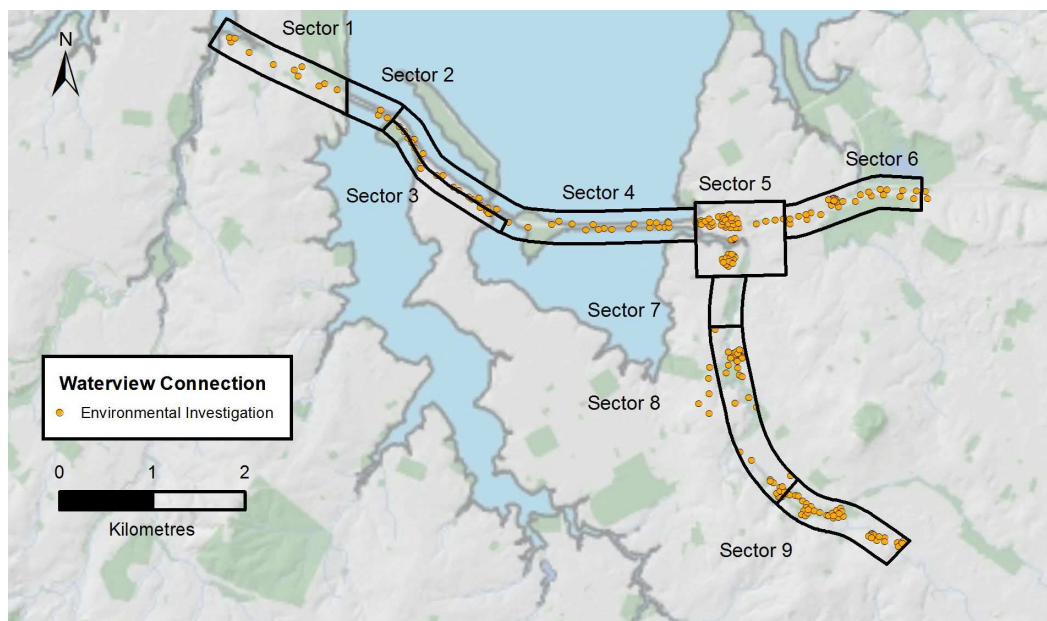 Sector 1
N
Sector 2
Sector 6
Sector 5
Sector 3
Sector 4
Sector 7
Waterview Connection
Environmental Investigation
Sector 8
0 1 2
Kilometres
Sector 9